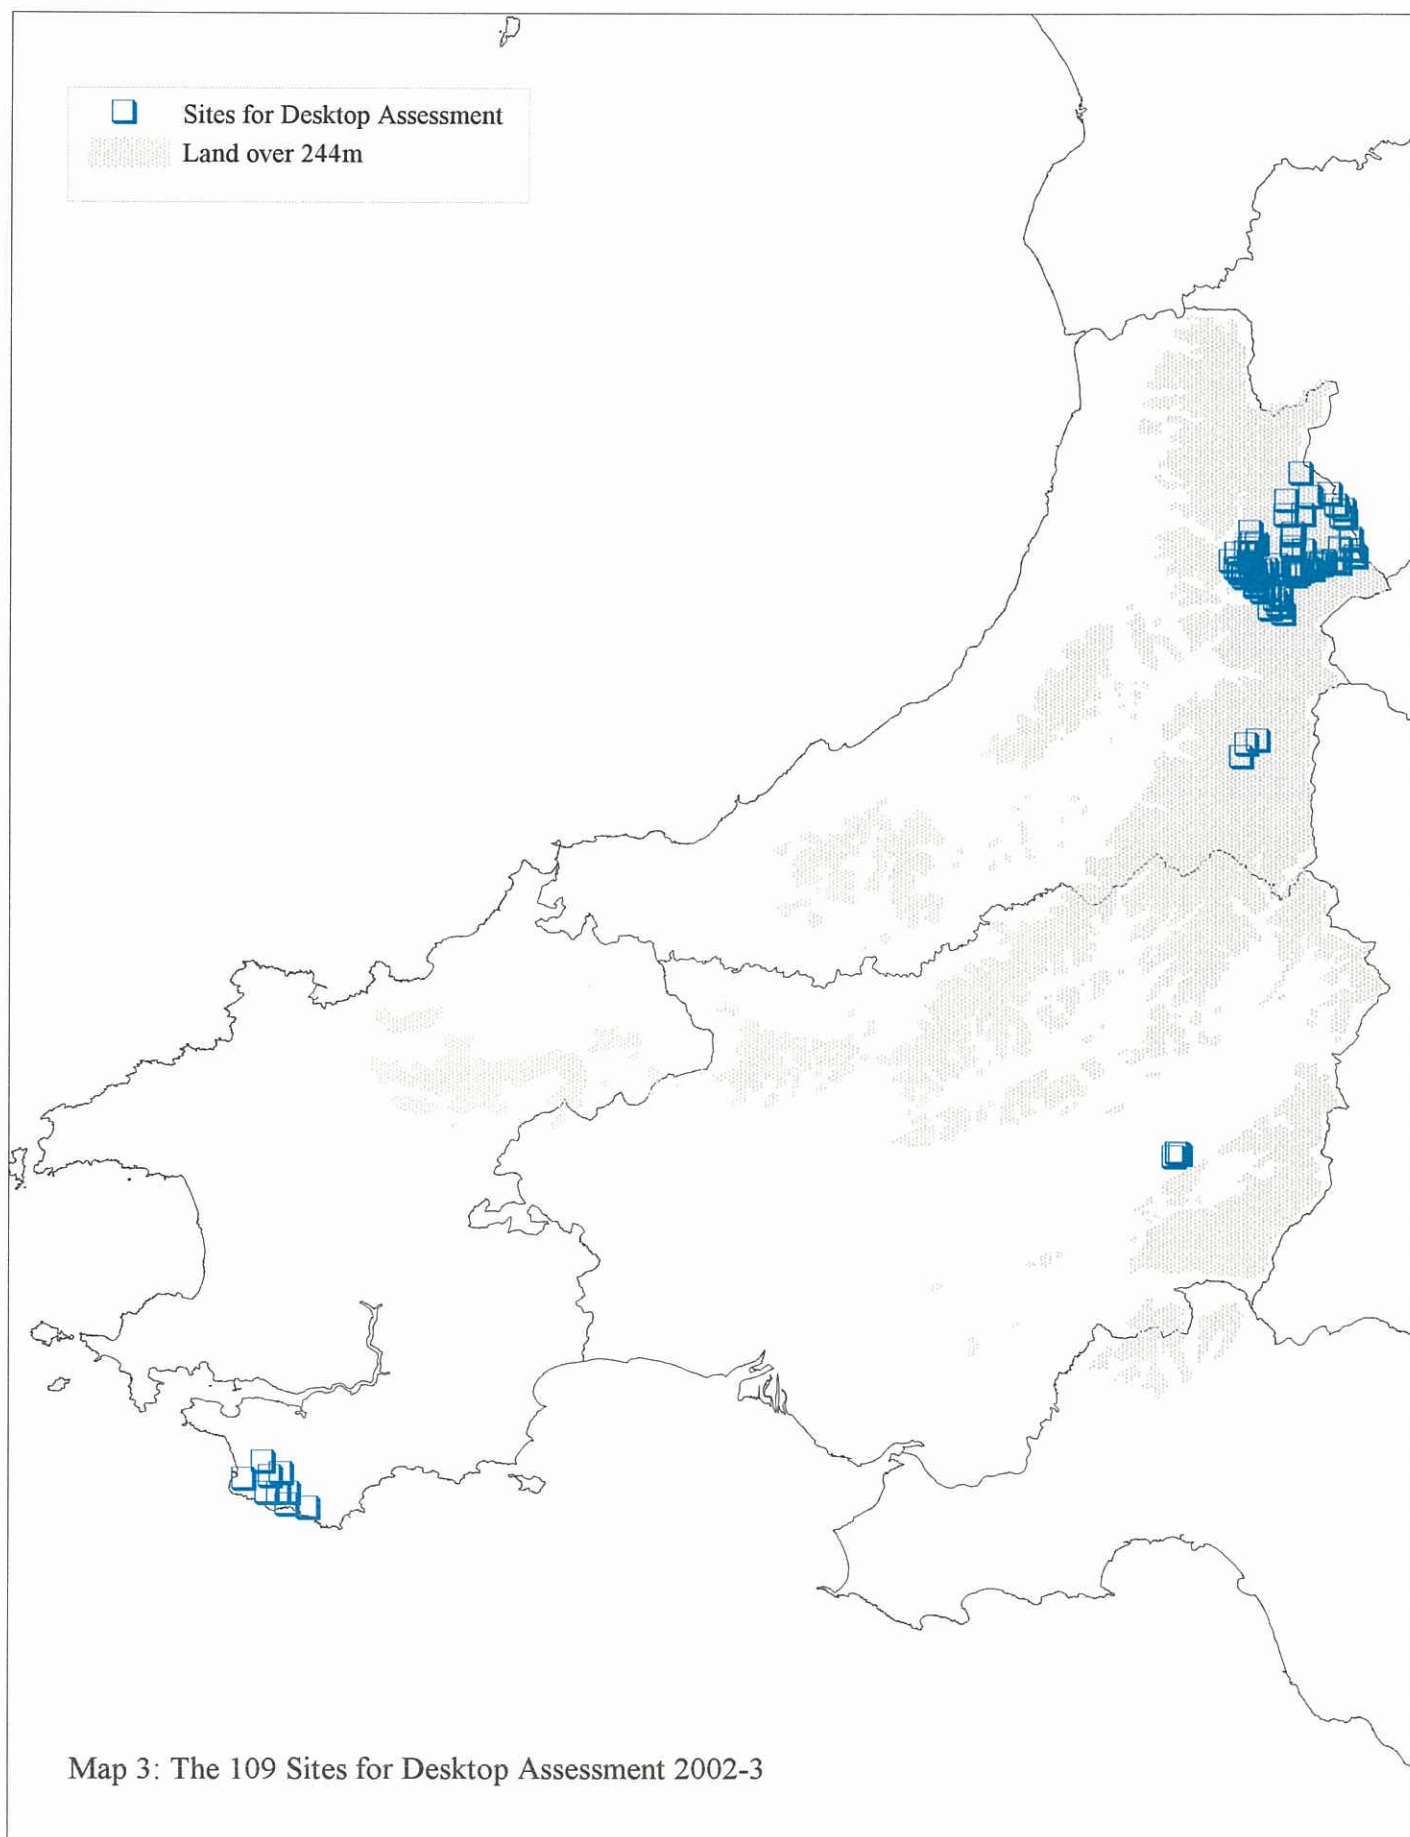 Sites for Desktop Assessment
Land over 244m
Map 3: The 109 Sites for Desktop Assessment 2002-3